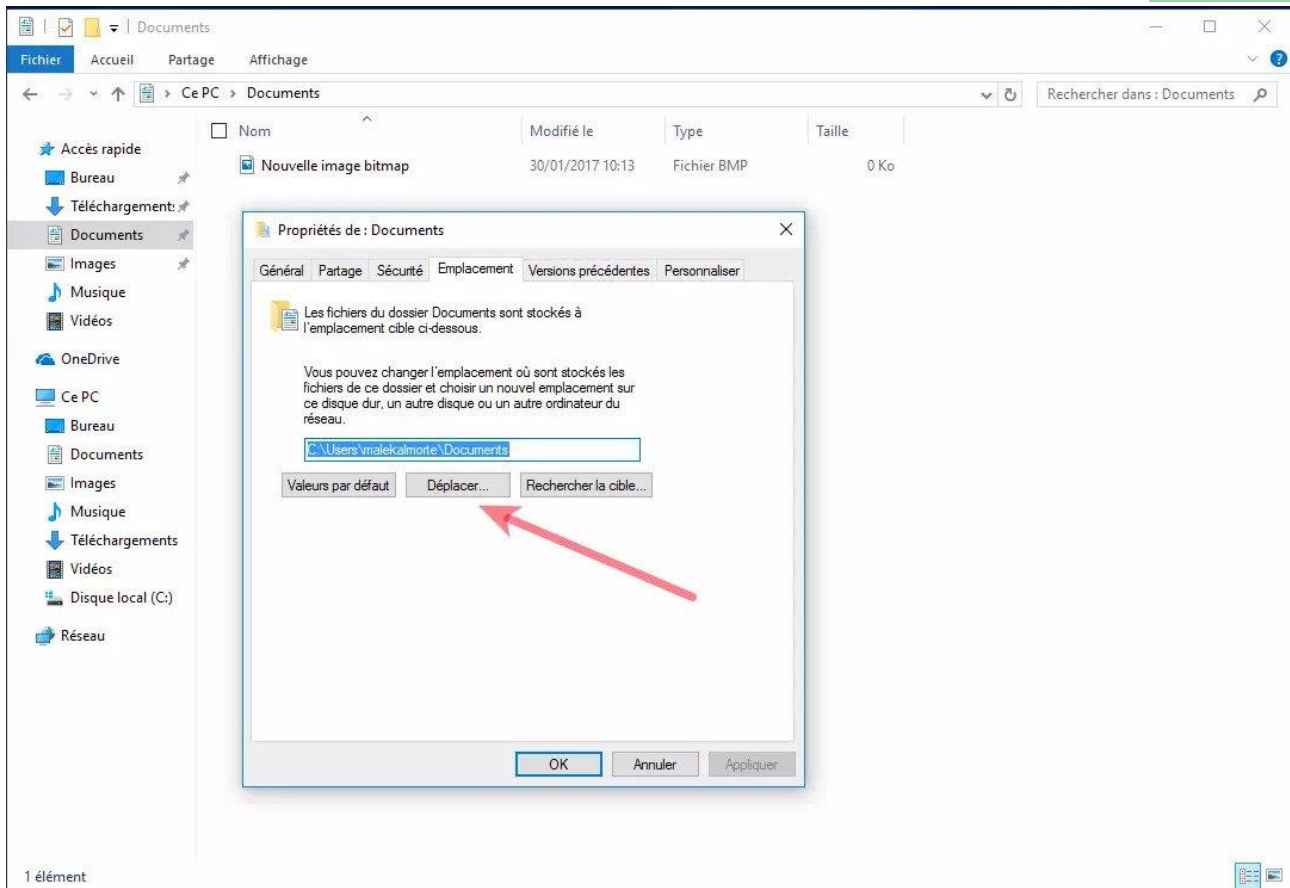 Documents
Fichier Accueil Partage Affichage
Ce PC Documents
Rechercher dans : Documents
Nom Modifié le Type Taille
Nouvelle image bitmap 30/01/2017 10:13 Fichier BMP 0 Ko
Accès rapide
Bureau
Téléchargements
Documents
Images
Musique
Vidéos
OneDrive
Ce PC
Bureau
Documents
Images
Musique
Téléchargements
Vidéos
Disque local (C:)
Réseau
Propriétés de : Documents
Général Partage Sécurité Emplacement Versions précédentes Personnaliser
Les fichiers du dossier Documents sont stockés à
l'emplacement cible ci-dessous.
Vous pouvez changer l'emplacement où sont stockés les
fichiers de ce dossier et choisir un nouvel emplacement sur
ce disque dur, un autre disque ou un autre ordinateur du
réseau.
C:\Users\malekalmorte\Documents
Valeurs par défaut Déplacer... Rechercher la cible...
OK Annuler Appliquer
1 élément